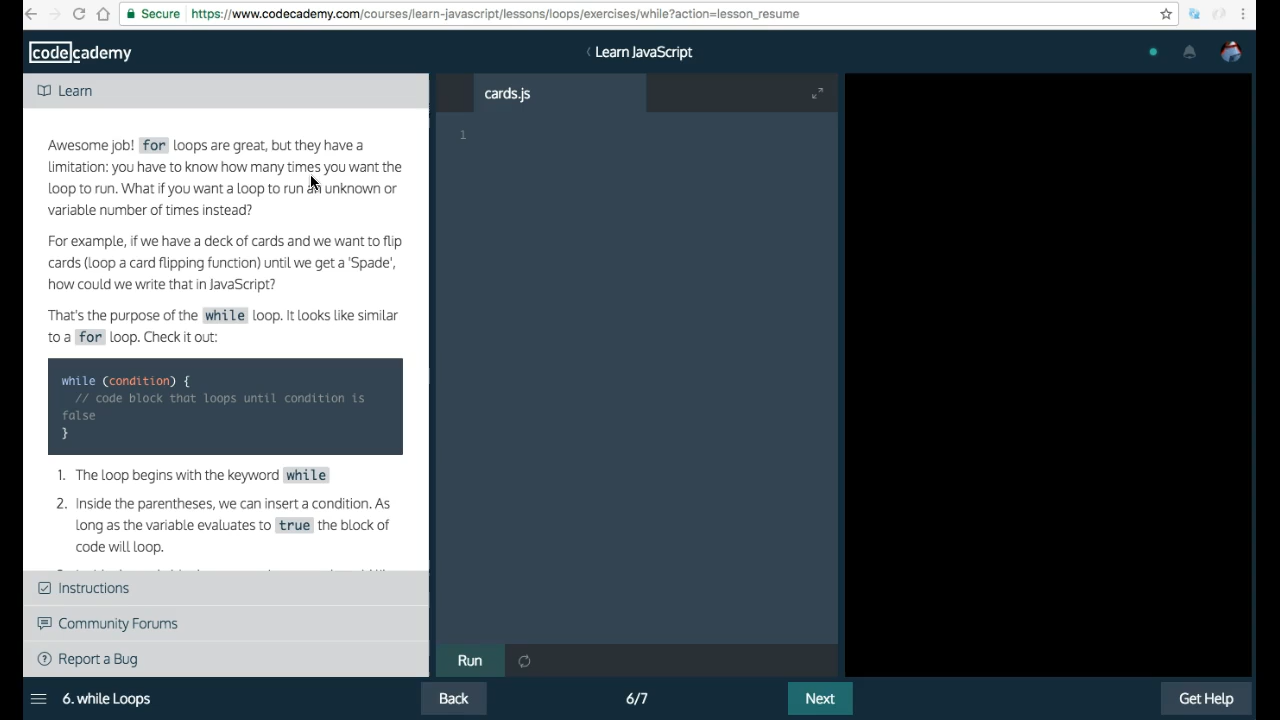 Secure https://www.codecademy.com/courses/learn-javascript/lessons/loops/exercises/while?action=lesson_resume
codecademy
Learn JavaScript
Learn
Awesome job! for loops are great, but they have a
limitation: you have to know how many times you want the
loop to run. What if you want a loop to run an unknown or
variable number of times instead?
For example, if we have a deck of cards and we want to flip
cards (loop a card flipping function) until we get a 'Spade',
how could we write that in JavaScript?
That's the purpose of the while loop. It looks like similar
to a for loop. Check it out:
while (condition) {
// code block that loops until condition is
false
}
1. The loop begins with the keyword while
2. Inside the parentheses, we can insert a condition. As
long as the variable evaluates to true the block of
code will loop.
Instructions
Community Forums
Report a Bug
cards.js
1
Run
6. while Loops
Back
6/7
Next
Get Help